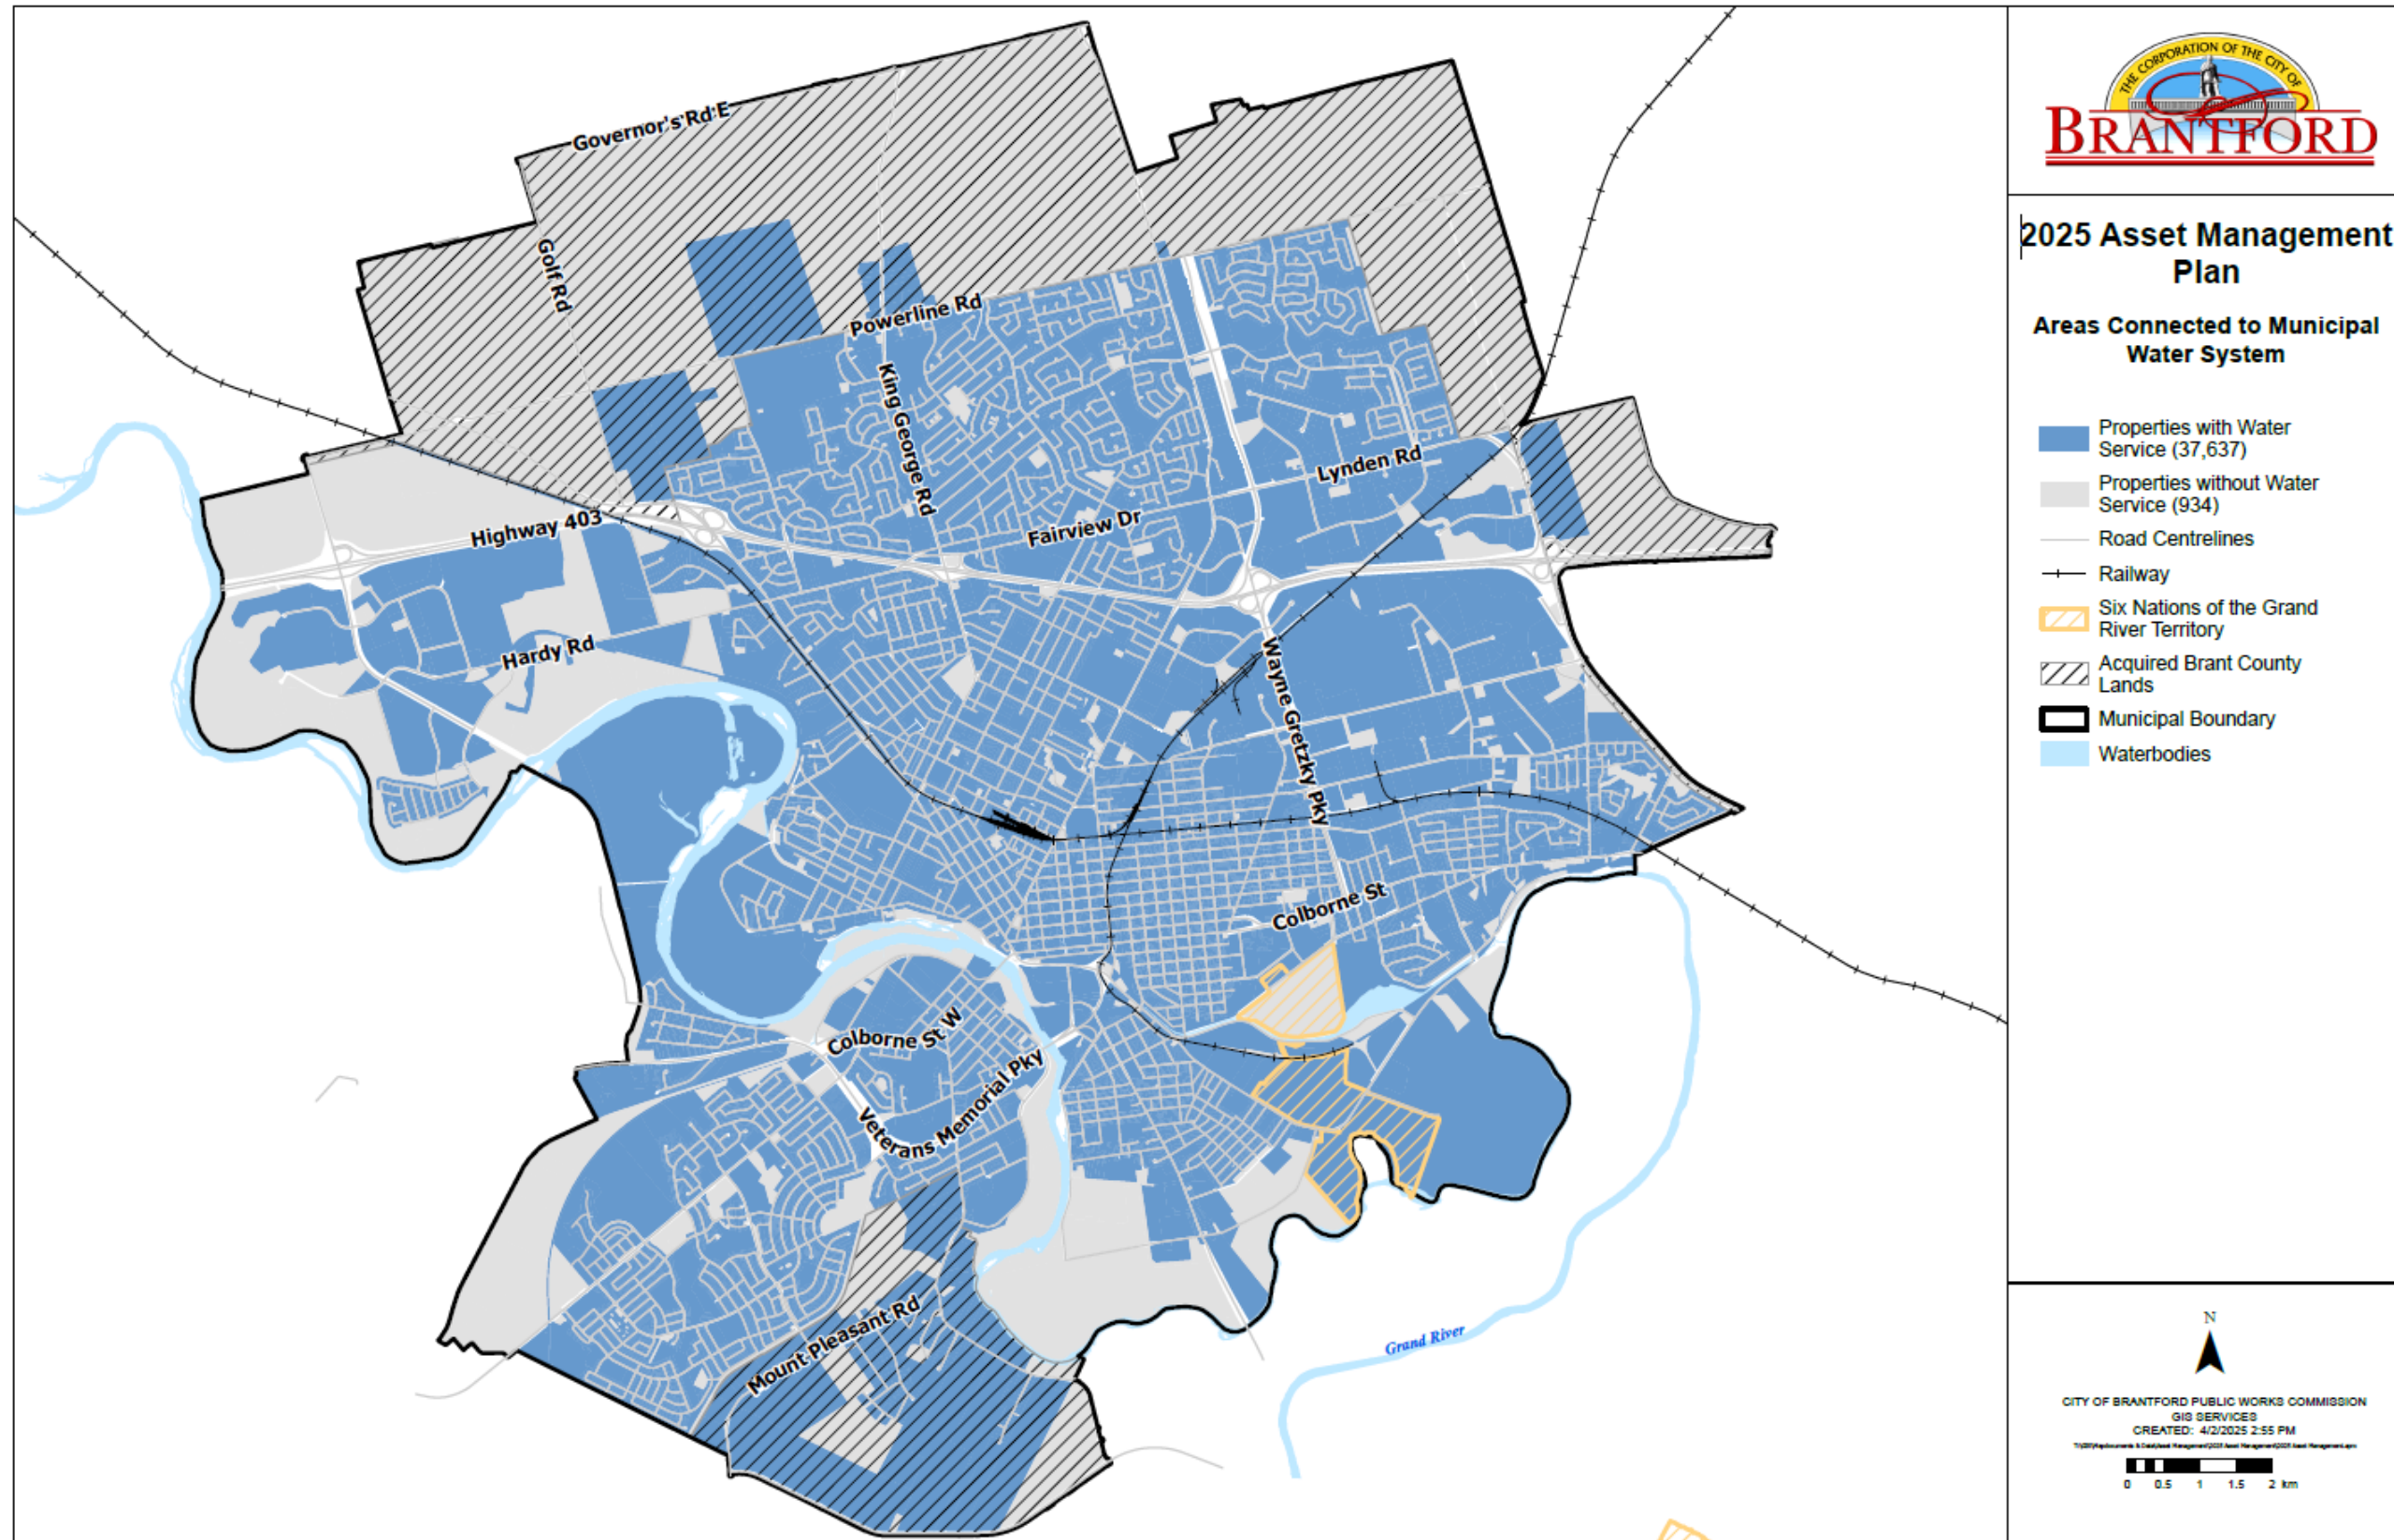 THE CORPORATION OF THE CITY OF
BRANTFORD
2025 Asset Management
Plan
Areas Connected to Municipal
Water System
Properties with Water
Service (37,637)
Properties without Water
Service (934)
Road Centrelines
Railway
Six Nations of the Grand
River Territory
Acquired Brant County
Lands
Municipal Boundary
Waterbodies
Governor's Rd E
Golf Rd
Powerline Rd
King George Rd
Lynden Rd
Highway 403
Fairview Dr
Hardy Rd
Wayne Gretzky Pky
Colborne St
Colborne St W
Veterans Memorial Pky
Mount Pleasant Rd
Grand River
N
CITY OF BRANTFORD PUBLIC WORKS COMMISSION
GIS SERVICES
CREATED: 4/2/2025 2:55 PM
0 0.5 1 1.5 2 km